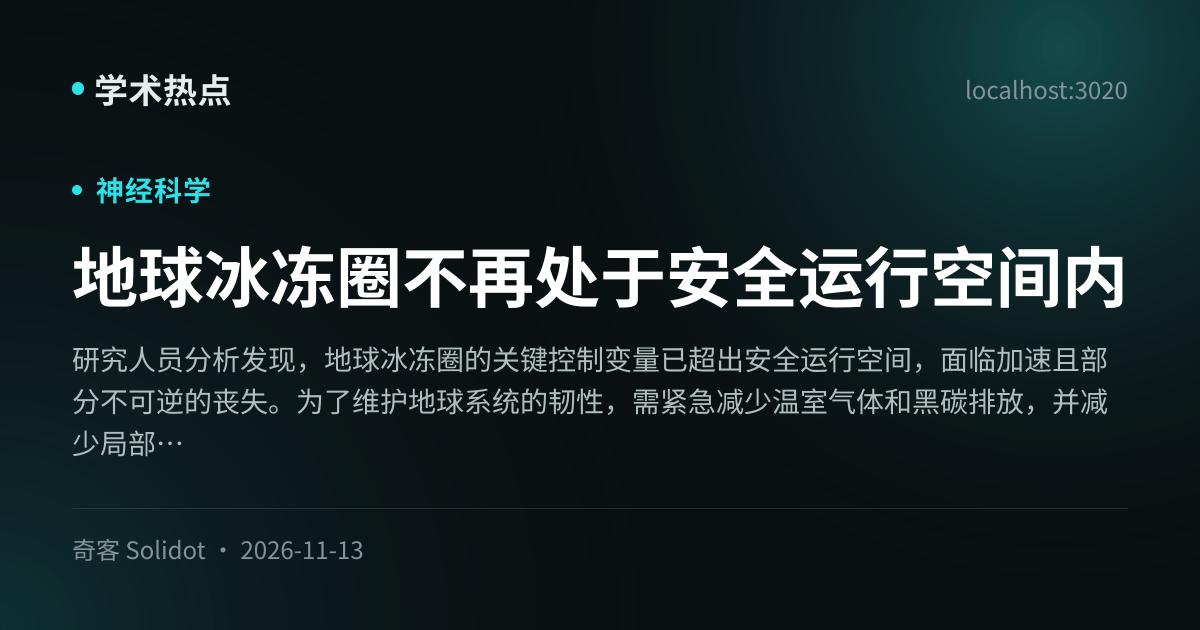 学术热点
localhost:3020
神经科学
地球冰冻圈不再处于安全运行空间内
研究人员分析发现，地球冰冻圈的关键控制变量已超出安全运行空间，面临加速且部
分不可逆的丧失。为了维护地球系统的韧性，需紧急减少温室气体和黑碳排放，并减
少局部…
奇客 Solidot · 2026-11-13